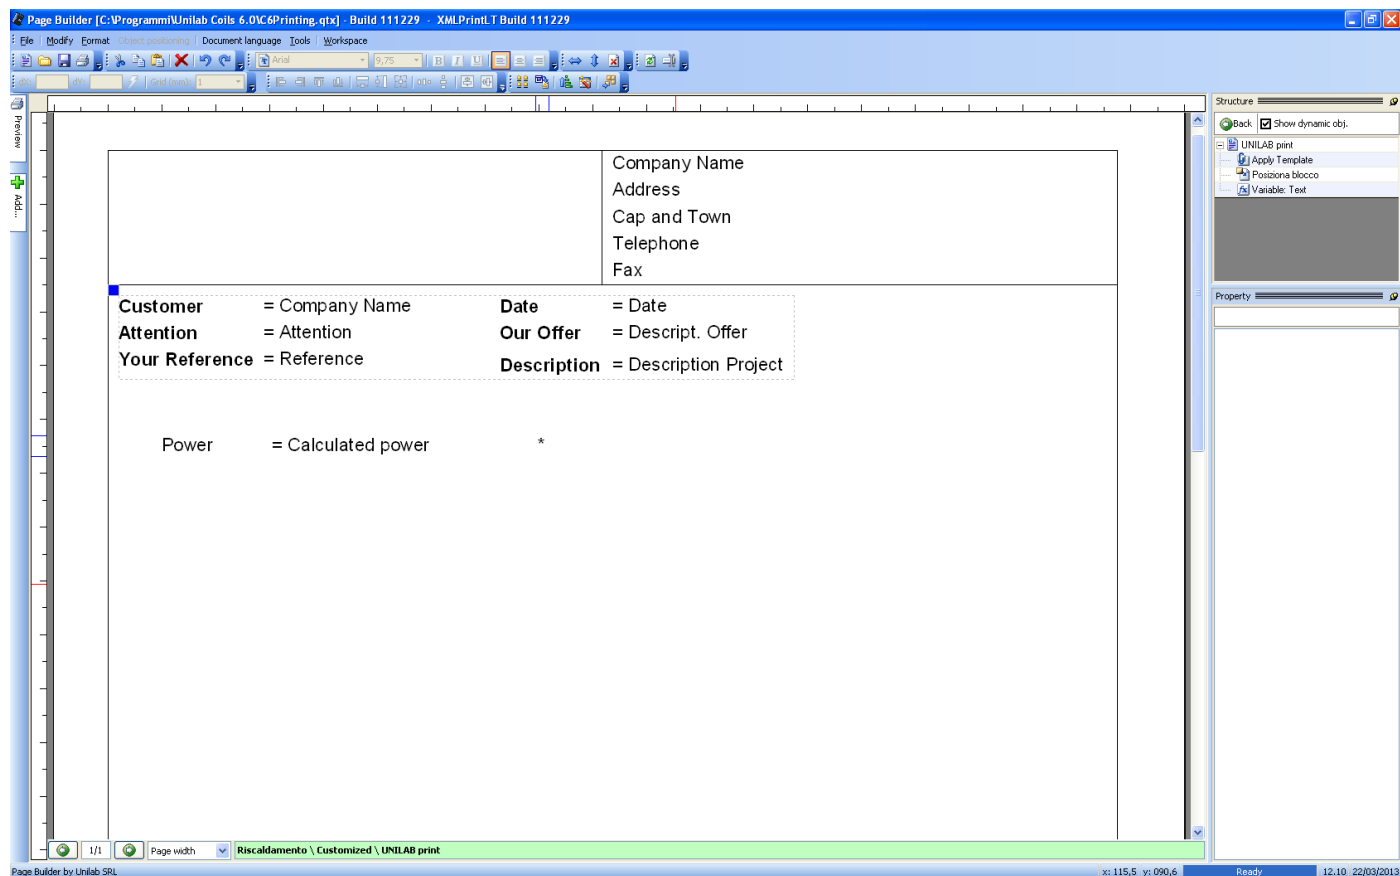 Page Builder [C:\Programmi\Unilab Coils 6.0\C6Printing.qtx] - Build 111229 - XMLPrintLT Build 111229
File Modify Format Object positioning Document language Tools Workspace
Arial 9,75 B I U
dX: dY: Grid (mm): 1
Preview
Add...
Company Name
Address
Cap and Town
Telephone
Fax
Customer = Company Name Date = Date
Attention = Attention Our Offer = Descript. Offer
Your Reference = Reference Description = Description Project
Power = Calculated power *
Structure
Back Show dynamic obj.
UNILAB print
Apply Template
Posiziona blocco
Variable: Text
Property
1/1 Page width Riscaldamento \ Customized \ UNILAB print
Page Builder by Unilab SRL x: 115,5 y: 090,6 Ready 12.10 22/03/2013